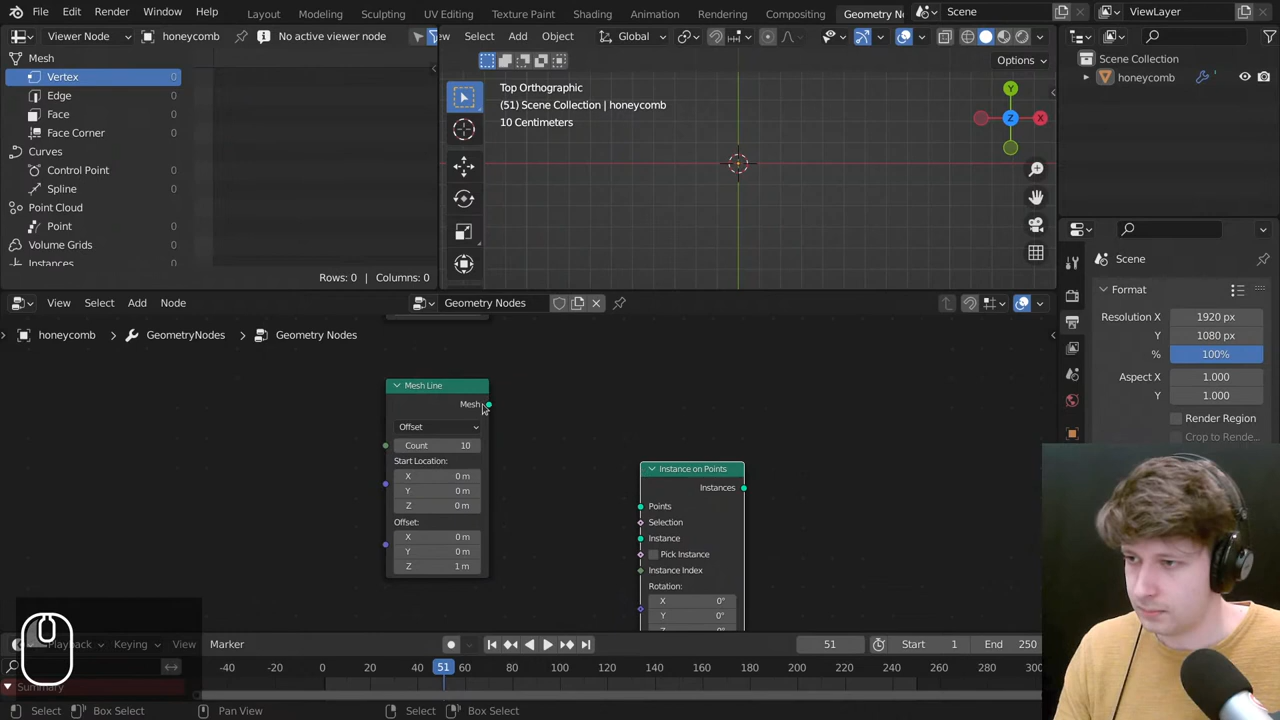 File Edit Render Window Help Layout Modeling Sculpting UV Editing Texture Paint Shading Animation Rendering Compositing Geometry No Scene ViewLayer
Viewer Node honeycomb No active viewer node Select Add Object Global
Options
Mesh
Vertex 0
Edge 0
Face 0
Face Corner 0
Curves
Control Point 0
Spline 0
Point Cloud
Point 0
Volume Grids 0
Instances 0
Rows: 0 | Columns: 0
Top Orthographic
(51) Scene Collection | honeycomb
10 Centimeters
Y
Z
X
Scene Collection
honeycomb
Scene
Format
Resolution X 1920 px
Y 1080 px
% 100%
Aspect X 1.000
Y 1.000
Render Region
Crop to Rende...
View Select Add Node Geometry Nodes
honeycomb GeometryNodes Geometry Nodes
Mesh Line
Mesh
Offset
Count 10
Start Location:
X 0 m
Y 0 m
Z 0 m
Offset:
X 0 m
Y 0 m
Z 1 m
Instance on Points
Instances
Points
Selection
Instance
Pick Instance
Instance Index
Rotation:
X 0°
Y 0°
Playback Keying View Marker 51 Start 1 End 250
-40 -20 0 20 40 51 60 80 100 120 140 160 180 200 220 240
Summary
Select Box Select Pan View Select Box Select